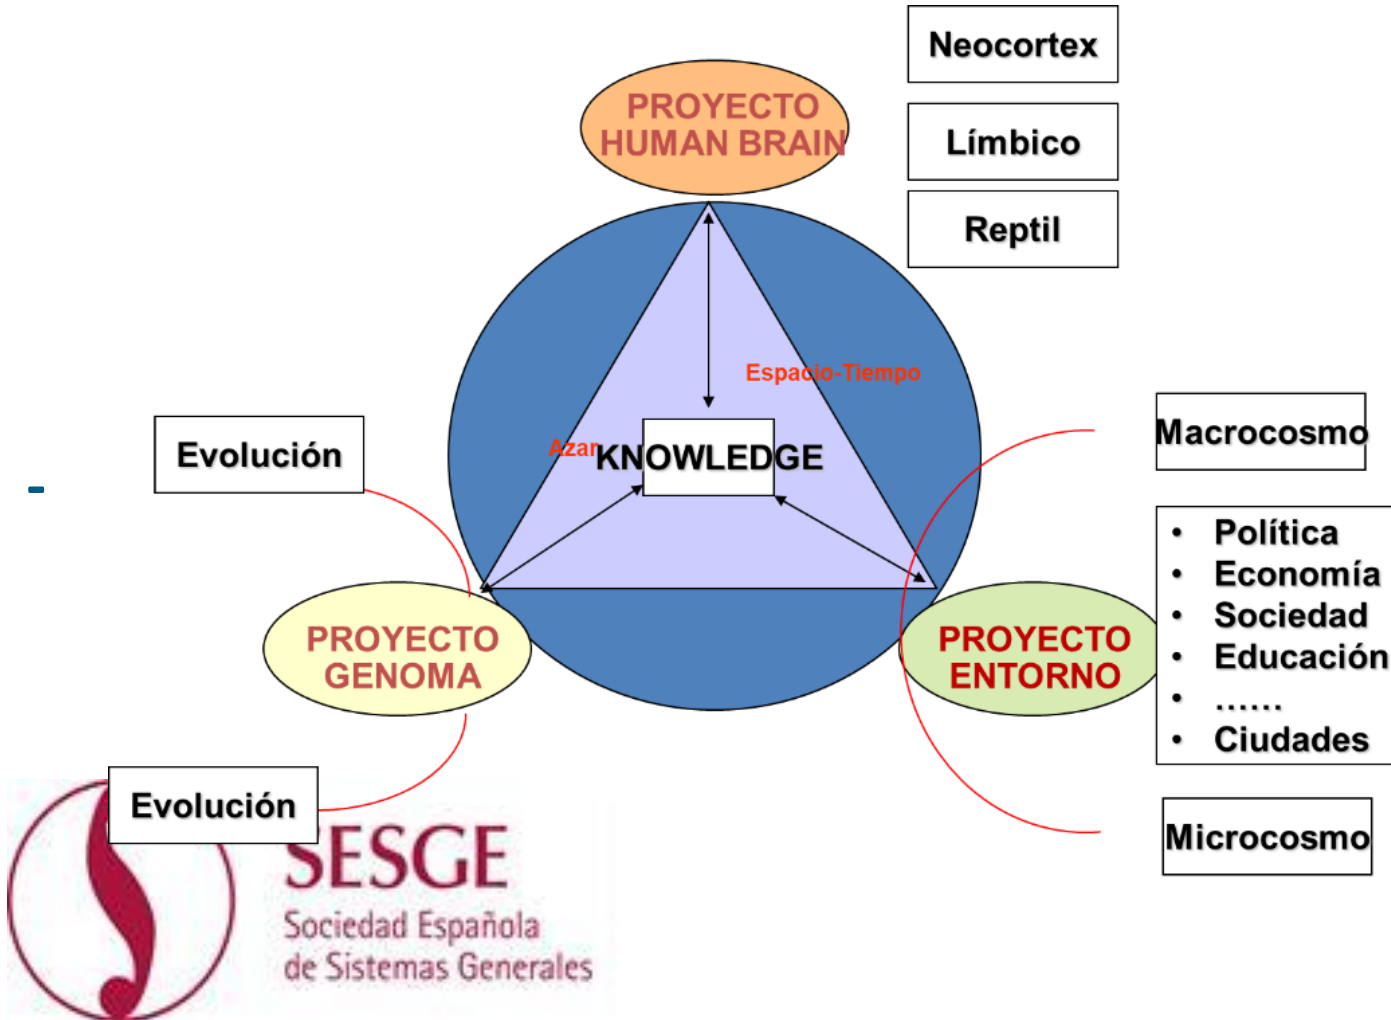 Neocortex
PROYECTO
HUMAN BRAIN
Límbico
Reptil
Espacio-Tiempo
Azar
KNOWLEDGE
Evolución
-
Macrocosmo
• Política
• Economía
• Sociedad
• Educación
• ......
• Ciudades
PROYECTO
GENOMA
PROYECTO
ENTORNO
Evolución
Microcosmo
SESGE
Sociedad Española
de Sistemas Generales